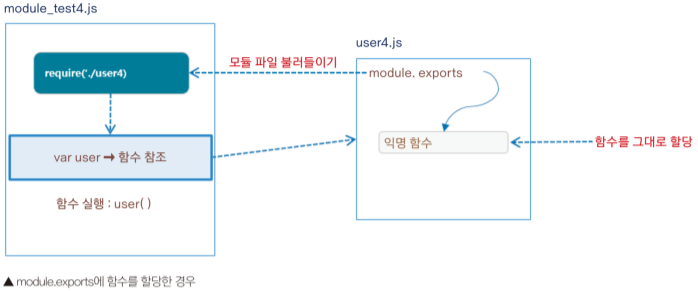 module_test4.js
user4.js
모듈 파일 불러들이기
require('./user4)
module. exports
var user → 함수 참조
익명 함수
함수를 그대로 할당
함수 실행 : user( )
▲ module.exports에 함수를 할당한 경우